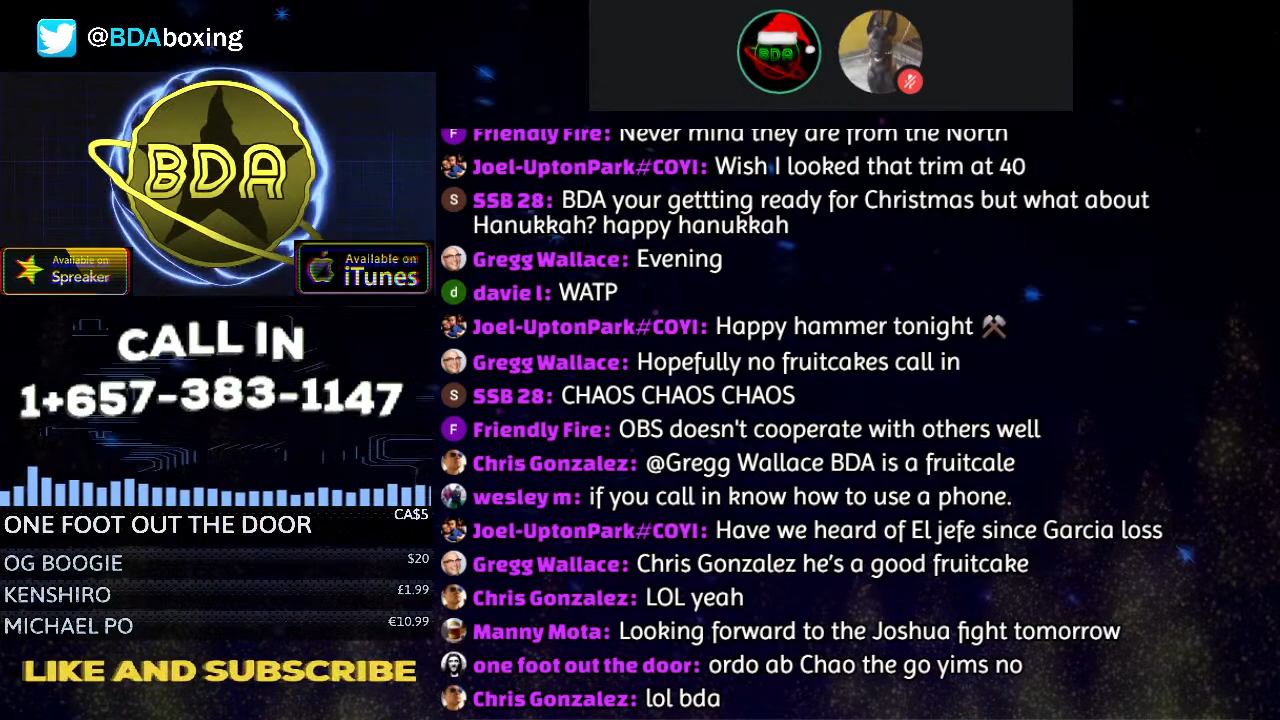 @BDAboxing
BDA
BDA
Available on
Spreaker
Available on
iTunes
CALL IN
1+657-383-1147
CA$5
ONE FOOT OUT THE DOOR
OG BOOGIE $20
KENSHIRO £1.99
MICHAEL PO €10.99
LIKE AND SUBSCRIBE
F Friendly Fire: Never mind they are from the North
Joel-UptonPark#COYI: Wish I looked that trim at 40
S SSB 28: BDA your gettting ready for Christmas but what about
Hanukkah? happy hanukkah
Gregg Wallace: Evening
d davie l: WATP
Joel-UptonPark#COYI: Happy hammer tonight ⚒
Gregg Wallace: Hopefully no fruitcakes call in
S SSB 28: CHAOS CHAOS CHAOS
F Friendly Fire: OBS doesn't cooperate with others well
Chris Gonzalez: @Gregg Wallace BDA is a fruitcale
wesley m: if you call in know how to use a phone.
Joel-UptonPark#COYI: Have we heard of El jefe since Garcia loss
Gregg Wallace: Chris Gonzalez he's a good fruitcake
Chris Gonzalez: LOL yeah
Manny Mota: Looking forward to the Joshua fight tomorrow
one foot out the door: ordo ab Chao the go yims no
Chris Gonzalez: lol bda